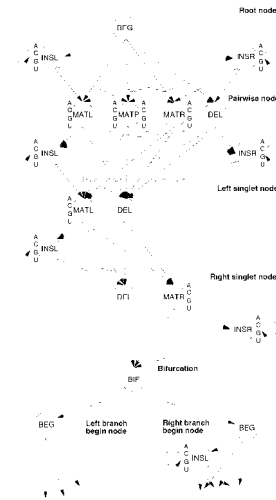 Root node
BEG
A C G U INSL
INSR A C G U
Pairwise node
A C G U MATL
A C G U MATP A C G U
MATR A C G U
DEL
A C G U INSL
INSR A C G U
Left singlet node
A C G U MATL
DEL
A C G U INSL
Right singlet node
DEL
MATR A C G U
INSR A C G U
Bifurcation
BIF
BEG
Left branch
begin node
Right branch
begin node
BEG
A C G U INSL